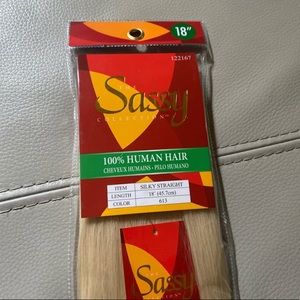 18"
122167
The
Sassy
COLLECTION
100% HUMAN HAIR
CHEVEUX HUMAINS - PELO HUMANO
ITEM SILKY STRAIGHT
LENGTH 18" (45.7cm)
COLOR 613
Sassy